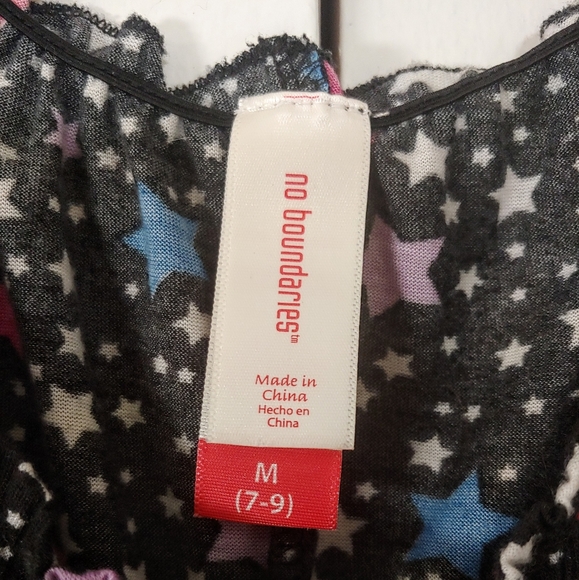 no boundaries™
Made in
China
Hecho en
China
M
(7-9)